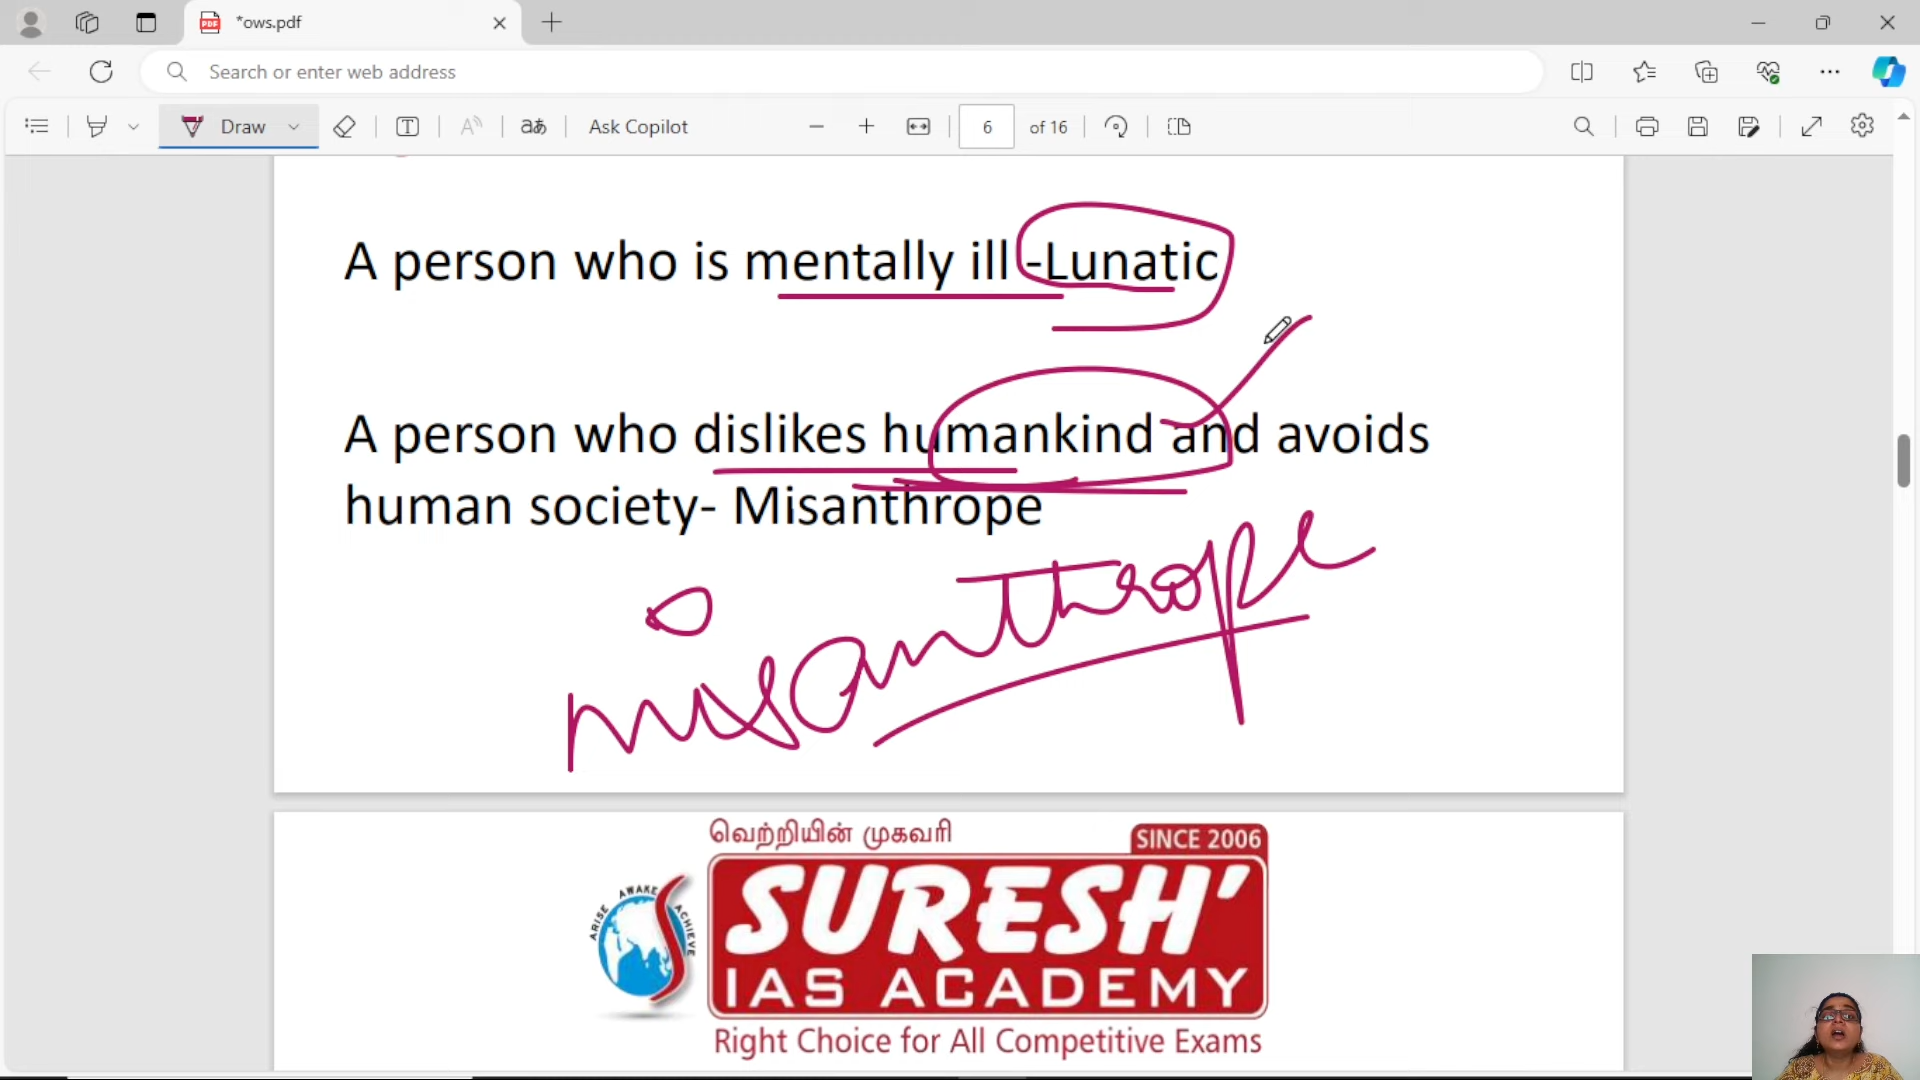 *ows.pdf
Search or enter web address
Draw
Ask Copilot
6 of 16
A person who is mentally ill -Lunatic
A person who dislikes humankind and avoids
human society- Misanthrope
misanthrope
வெற்றியின் முகவரி
SINCE 2006
ARISE AWAKE ACHIEVE
SURESH'
IAS ACADEMY
Right Choice for All Competitive Exams